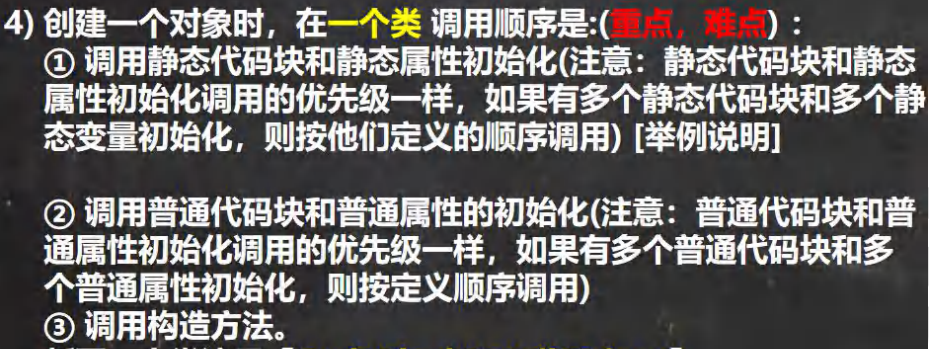 4) 创建一个对象时，在一个类 调用顺序是:(重点，难点)：
① 调用静态代码块和静态属性初始化(注意：静态代码块和静态
属性初始化调用的优先级一样，如果有多个静态代码块和多个静
态变量初始化，则按他们定义的顺序调用) [举例说明]
② 调用普通代码块和普通属性的初始化(注意：普通代码块和普
通属性初始化调用的优先级一样，如果有多个普通代码块和多
个普通属性初始化，则按定义顺序调用)
③ 调用构造方法。